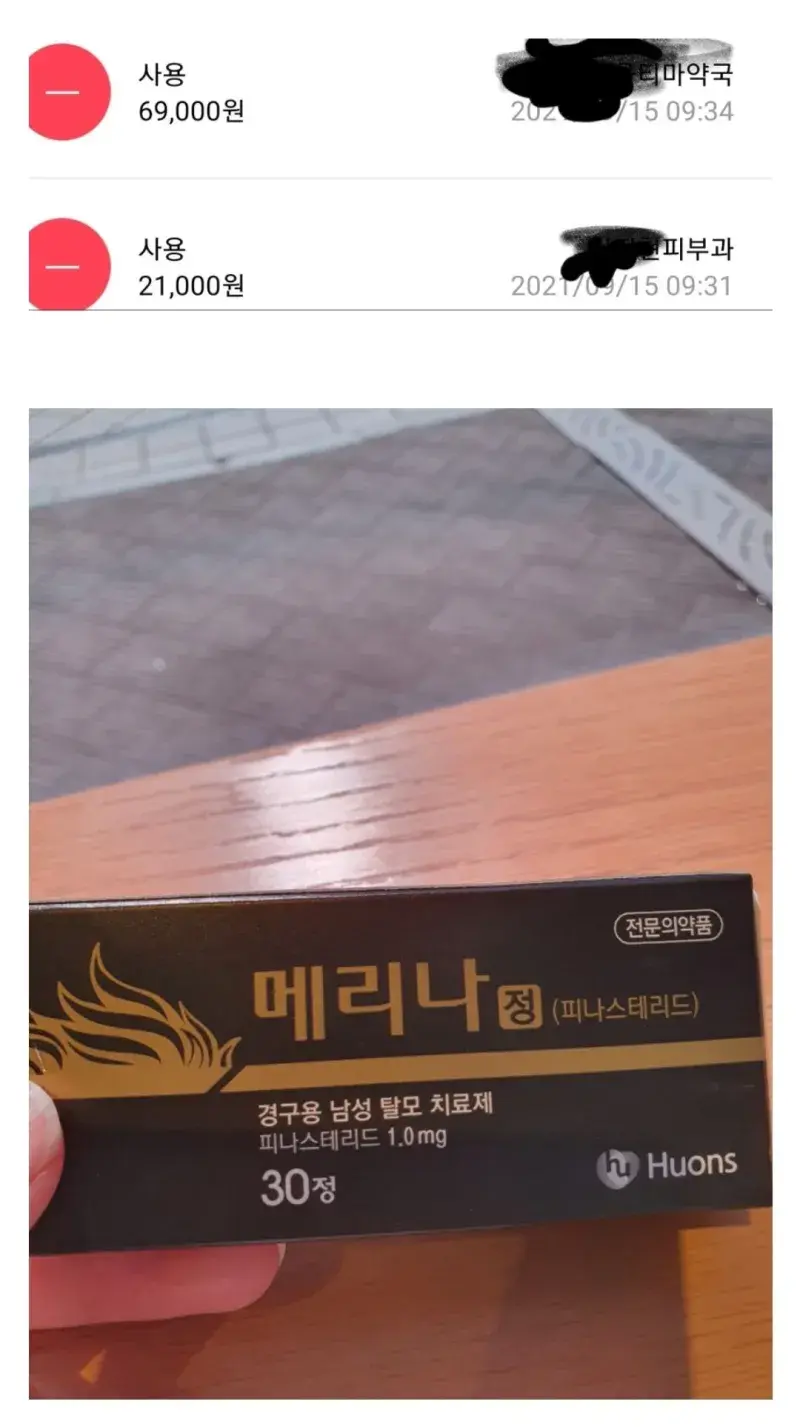 사용
티마약국
69,000원
/15 09:34
사용
피부과
21,000원
2021/09/15 09:31
전문의약품
메리나정 (피나스테리드)
경구용 남성 탈모 치료제
피나스테리드 1.0mg
30정
hu Huons